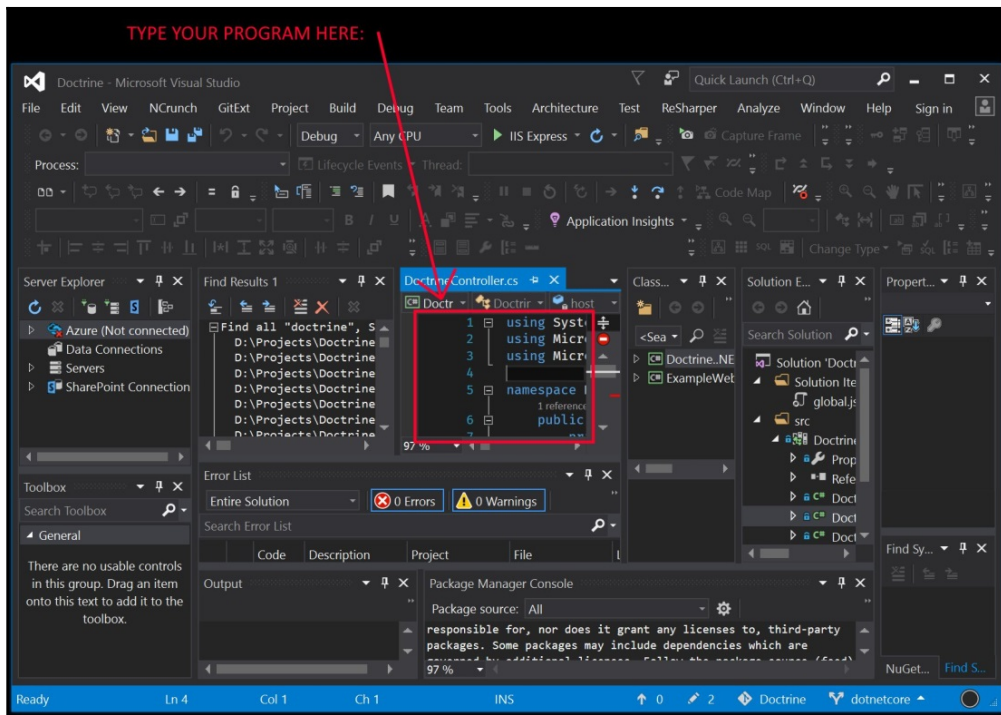 TYPE YOUR PROGRAM HERE:
Doctrine - Microsoft Visual Studio
Quick Launch (Ctrl+Q)
File Edit View NCrunch GitExt Project Build Debug Team Tools Architecture Test ReSharper Analyze Window Help Sign in
Debug Any CPU IIS Express Capture Frame
Process: Lifecycle Events Thread:
Code Map
Application Insights
Change Type
Server Explorer
Azure (Not connected)
Data Connections
Servers
SharePoint Connection
Toolbox
Search Toolbox
General
There are no usable controls
in this group. Drag an item
onto this text to add it to the
toolbox.
Find Results 1
Find all "doctrine", S
D:\Projects\Doctrine
D:\Projects\Doctrine
D:\Projects\Doctrine
D:\Projects\Doctrine
D:\Projects\Doctrine
D:\Projects\Doctrine
D:\Projects\Doctrine
DoctrineController.cs
Doctr Doctrir host
1 using Syst
2 using Micr
3 using Micr
4
5 namespace
1 reference
6 public
7
97 %
Class...
<Sea
Doctrine..NE
ExampleWeb
Solution E...
Search Solution
Solution 'Doctr
Solution Ite
global.js
src
Doctrine
Prop
Refe
Doct
Doct
Doct
Propert...
Error List
Entire Solution 0 Errors 0 Warnings
Search Error List
Code Description Project File
Output
Package Manager Console
Package source: All
responsible for, nor does it grant any licenses to, third-party
packages. Some packages may include dependencies which are
97 %
Find Sy...
NuGet... Find S...
Ready Ln 4 Col 1 Ch 1 INS 0 2 Doctrine dotnetcore